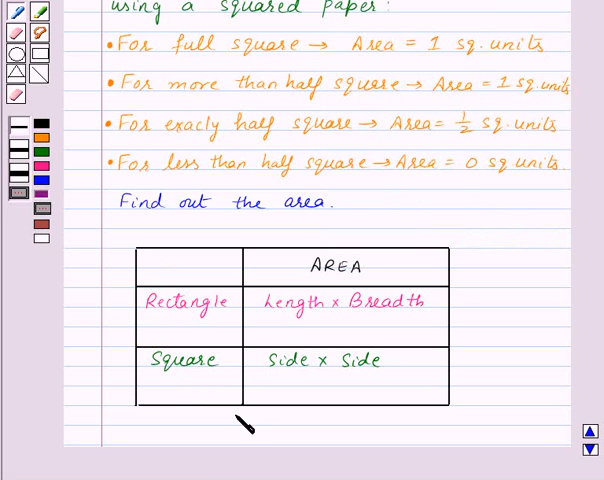 using a squared paper:
• For full square → Area = 1 sq. units
• For more than half square → Area = 1 sq. units
• For exacly half square → Area = 1/2 sq. units
• For less than half square → Area = 0 sq. units.
Find out the area.
AREA
Rectangle Length × Breadth
Square Side × Side